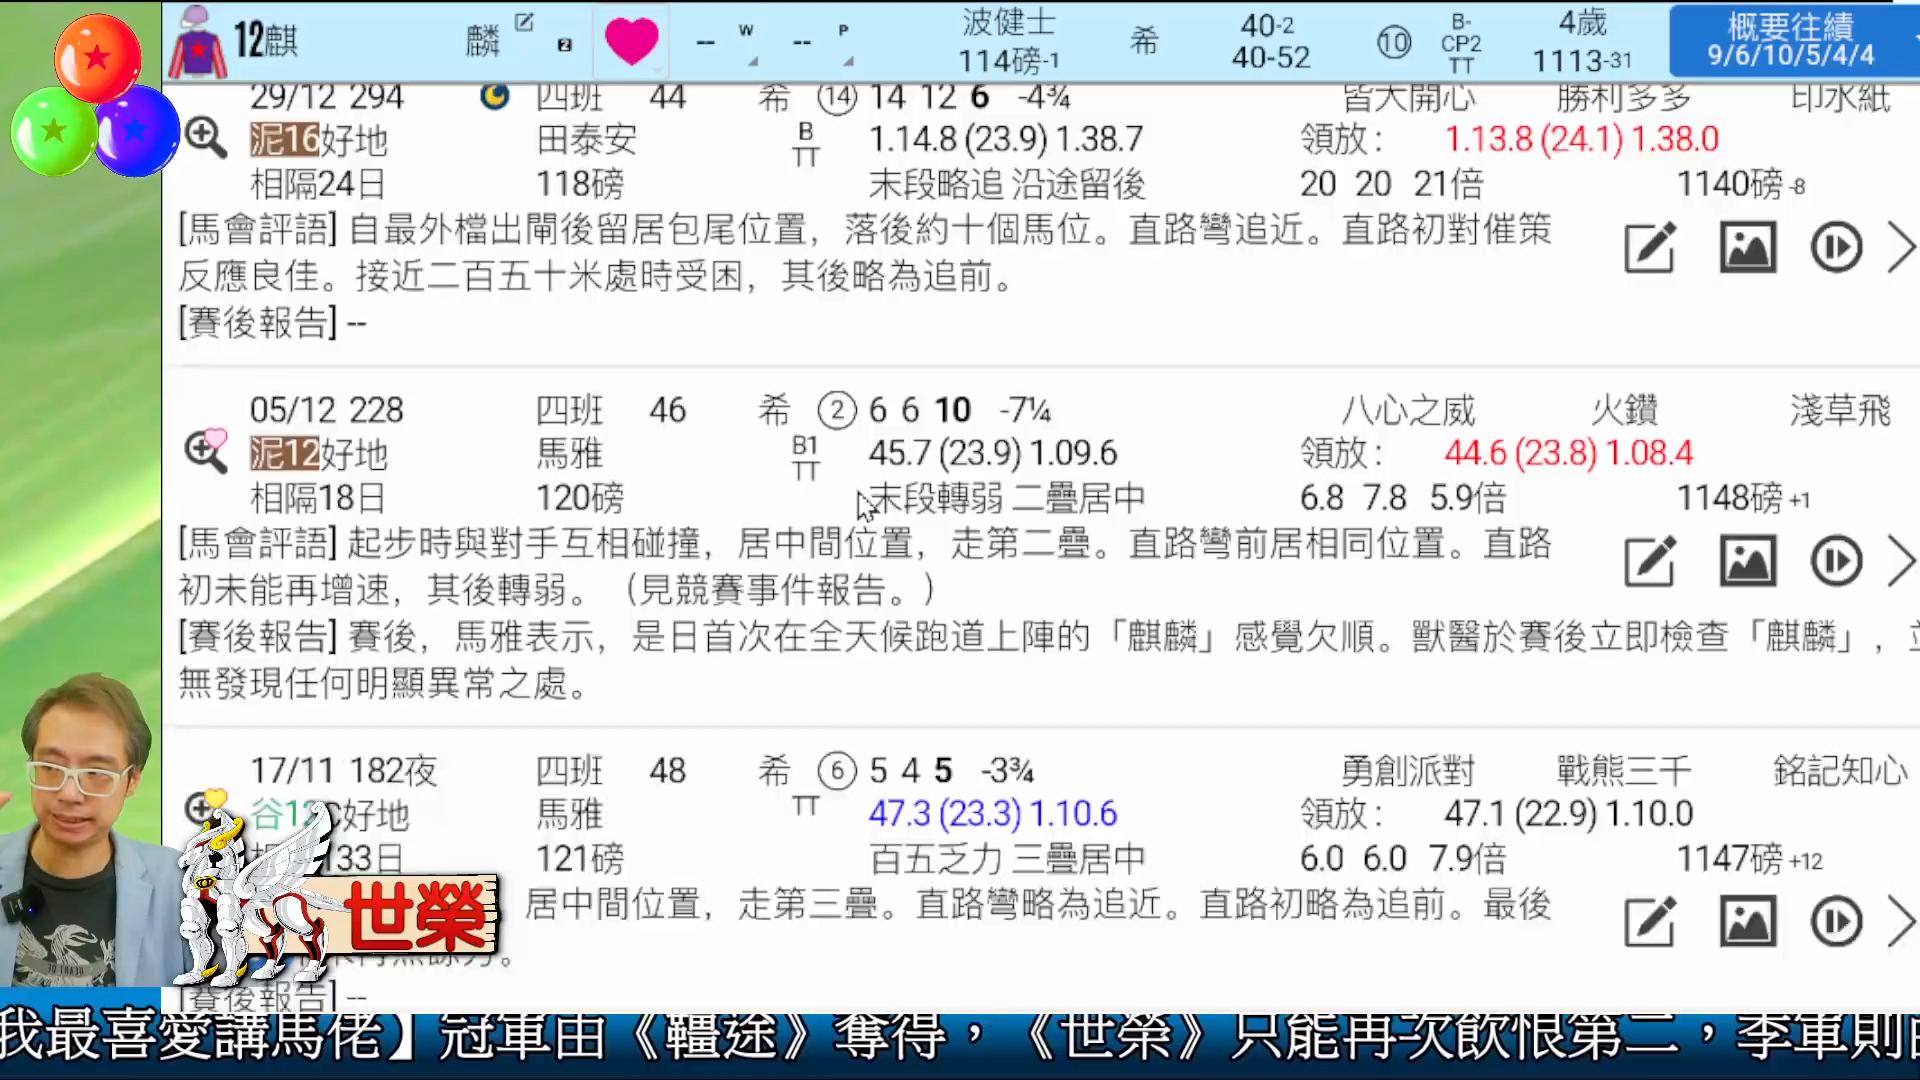 12麒 麟 2 -- W -- P 波健士 希 40-2 10 B- 4歲 概要往績
114磅-1 40-52 CP2 1113-31 9/6/10/5/4/4
TT
29/12 294 四班 44 希 14 14 12 6 -4¾ 皆大開心 勝利多多 印水紙
泥16好地 田泰安 B 1.14.8 (23.9) 1.38.7 領放： 1.13.8 (24.1) 1.38.0
TT
相隔24日 118磅 末段略追 沿途留後 20 20 21倍 1140磅-8
[馬會評語] 自最外檔出閘後留居包尾位置，落後約十個馬位。直路彎追近。直路初對催策
反應良佳。接近二百五十米處時受困，其後略為追前。
[賽後報告] --
05/12 228 四班 46 希 2 6 6 10 -7¼ 八心之威 火鑽 淺草飛
泥12好地 馬雅 B1 45.7 (23.9) 1.09.6 領放： 44.6 (23.8) 1.08.4
TT
相隔18日 120磅 末段轉弱 二疊居中 6.8 7.8 5.9倍 1148磅+1
[馬會評語] 起步時與對手互相碰撞，居中間位置，走第二疊。直路彎前居相同位置。直路
初未能再增速，其後轉弱。（見競賽事件報告。）
[賽後報告] 賽後，馬雅表示，是日首次在全天候跑道上陣的「麒麟」感覺欠順。獸醫於賽後立即檢查「麒麟」，並
無發現任何明顯異常之處。
17/11 182夜 四班 48 希 6 5 4 5 -3¾ 勇創派對 戰熊三千 銘記知心
谷12C好地 馬雅 TT 47.3 (23.3) 1.10.6 領放： 47.1 (22.9) 1.10.0
133日 121磅 百五乏力 三疊居中 6.0 6.0 7.9倍 1147磅+12
居中間位置，走第三疊。直路彎略為追近。直路初略為追前。最後
[賽後報告] --
世榮
我最喜愛講馬佬】冠軍由《韁途》奪得，《世榮》只能再次飲恨第二，李軍則由